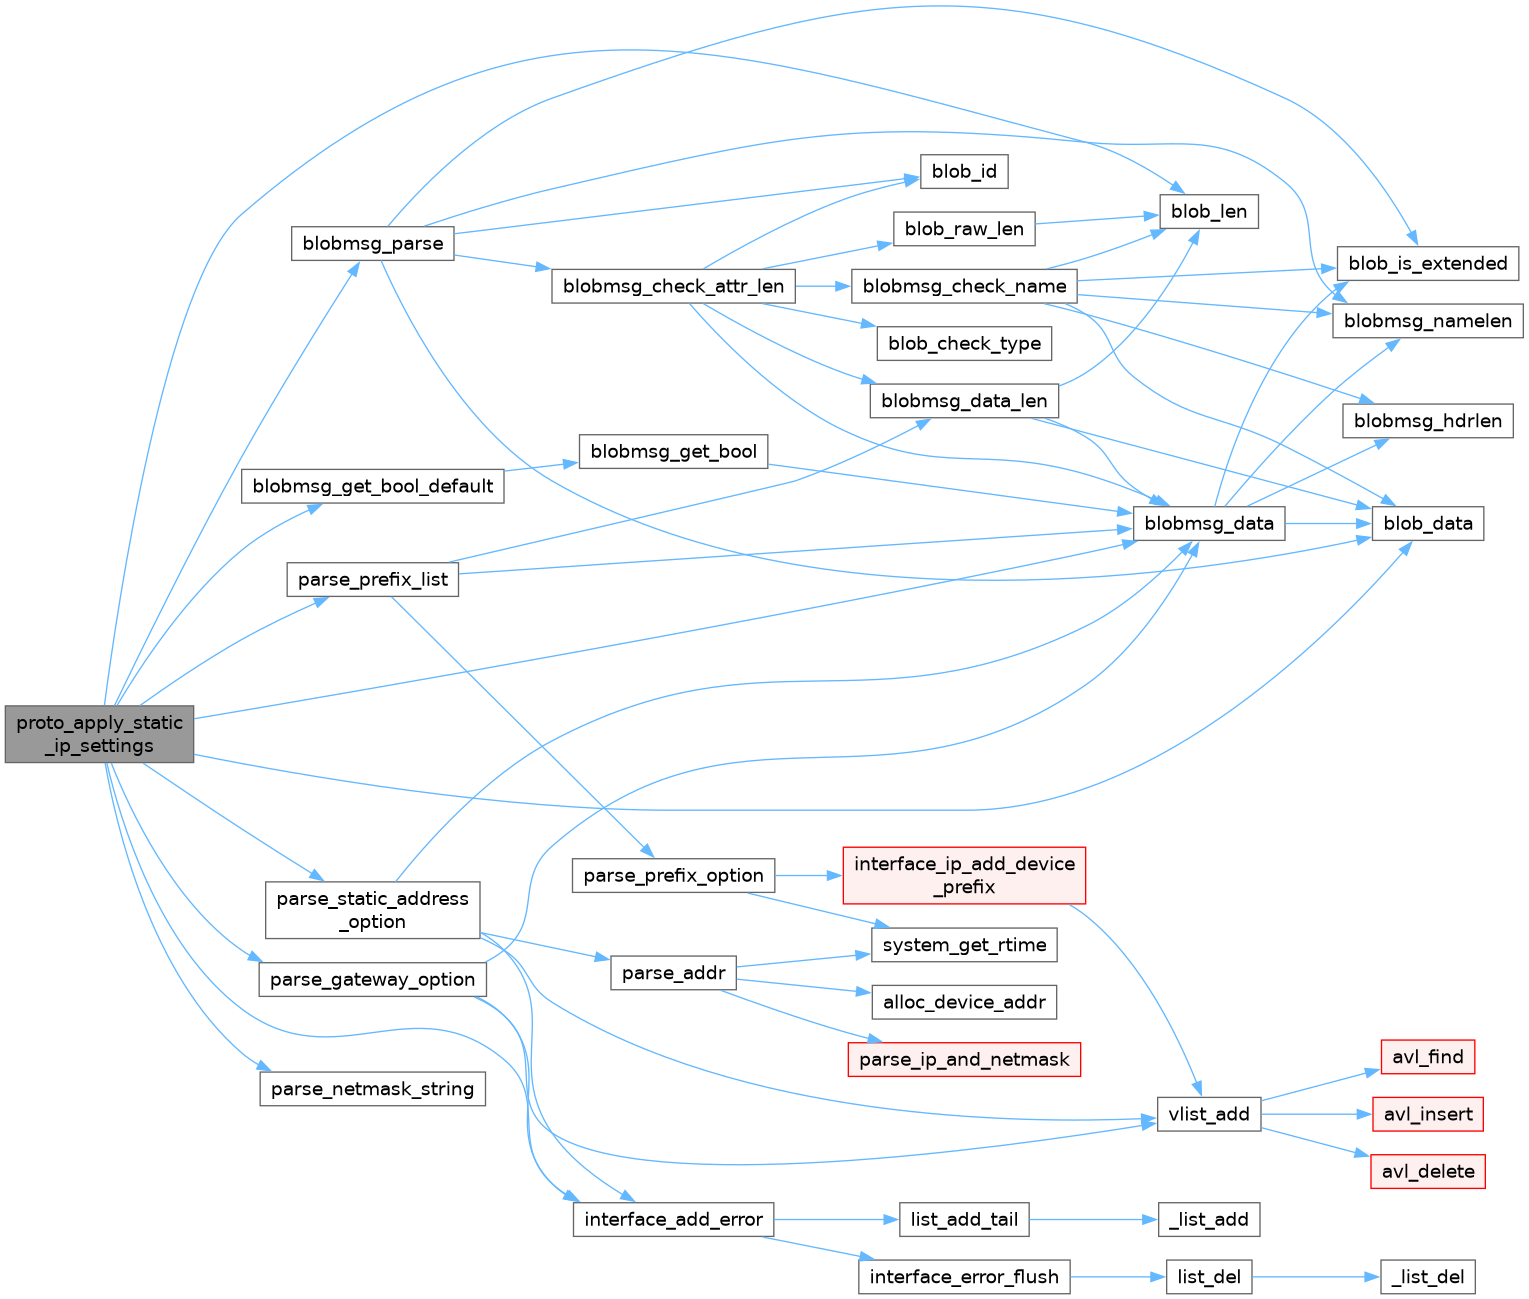 proto_apply_static
_ip_settings
blobmsg_parse
blobmsg_get_bool_default
parse_prefix_list
parse_static_address
_option
parse_gateway_option
parse_netmask_string
blobmsg_check_attr_len
blobmsg_get_bool
parse_prefix_option
parse_addr
interface_add_error
blob_id
blob_raw_len
blobmsg_check_name
blob_check_type
blobmsg_data_len
interface_ip_add_device
_prefix
system_get_rtime
alloc_device_addr
parse_ip_and_netmask
list_add_tail
interface_error_flush
blob_len
blobmsg_data
vlist_add
_list_add
list_del
blob_is_extended
blobmsg_namelen
blobmsg_hdrlen
blob_data
avl_find
avl_insert
avl_delete
_list_del